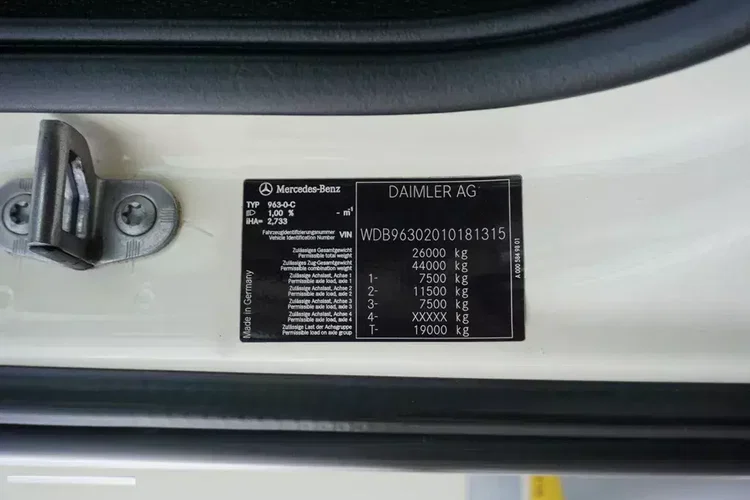 Mercedes-Benz
DAIMLER AG
TYP 963-0-C
1,00 % - m⁻¹
iHA= 2,733
Fahrzeugidentifizierungsnummer
Vehicle Identification Number VIN WDB96302010181315
Zulässiges Gesamtgewicht
Permissible total weight 26000 kg
Zulässiges Zug-Gesamtgewicht
Permissible combination weight 44000 kg
Zulässige Achslast, Achse 1
Permissible axle load, axle 1 1- 7500 kg
Zulässige Achslast, Achse 2
Permissible axle load, axle 2 2- 11500 kg
Zulässige Achslast, Achse 3
Permissible axle load, axle 3 3- 7500 kg
Zulässige Achslast, Achse 4
Permissible axle load, axle 4 4- XXXXX kg
Zulässige Last der Achsgruppe
Permissible load on axle group T- 19000 kg
Made in Germany
A 000 584 98 01